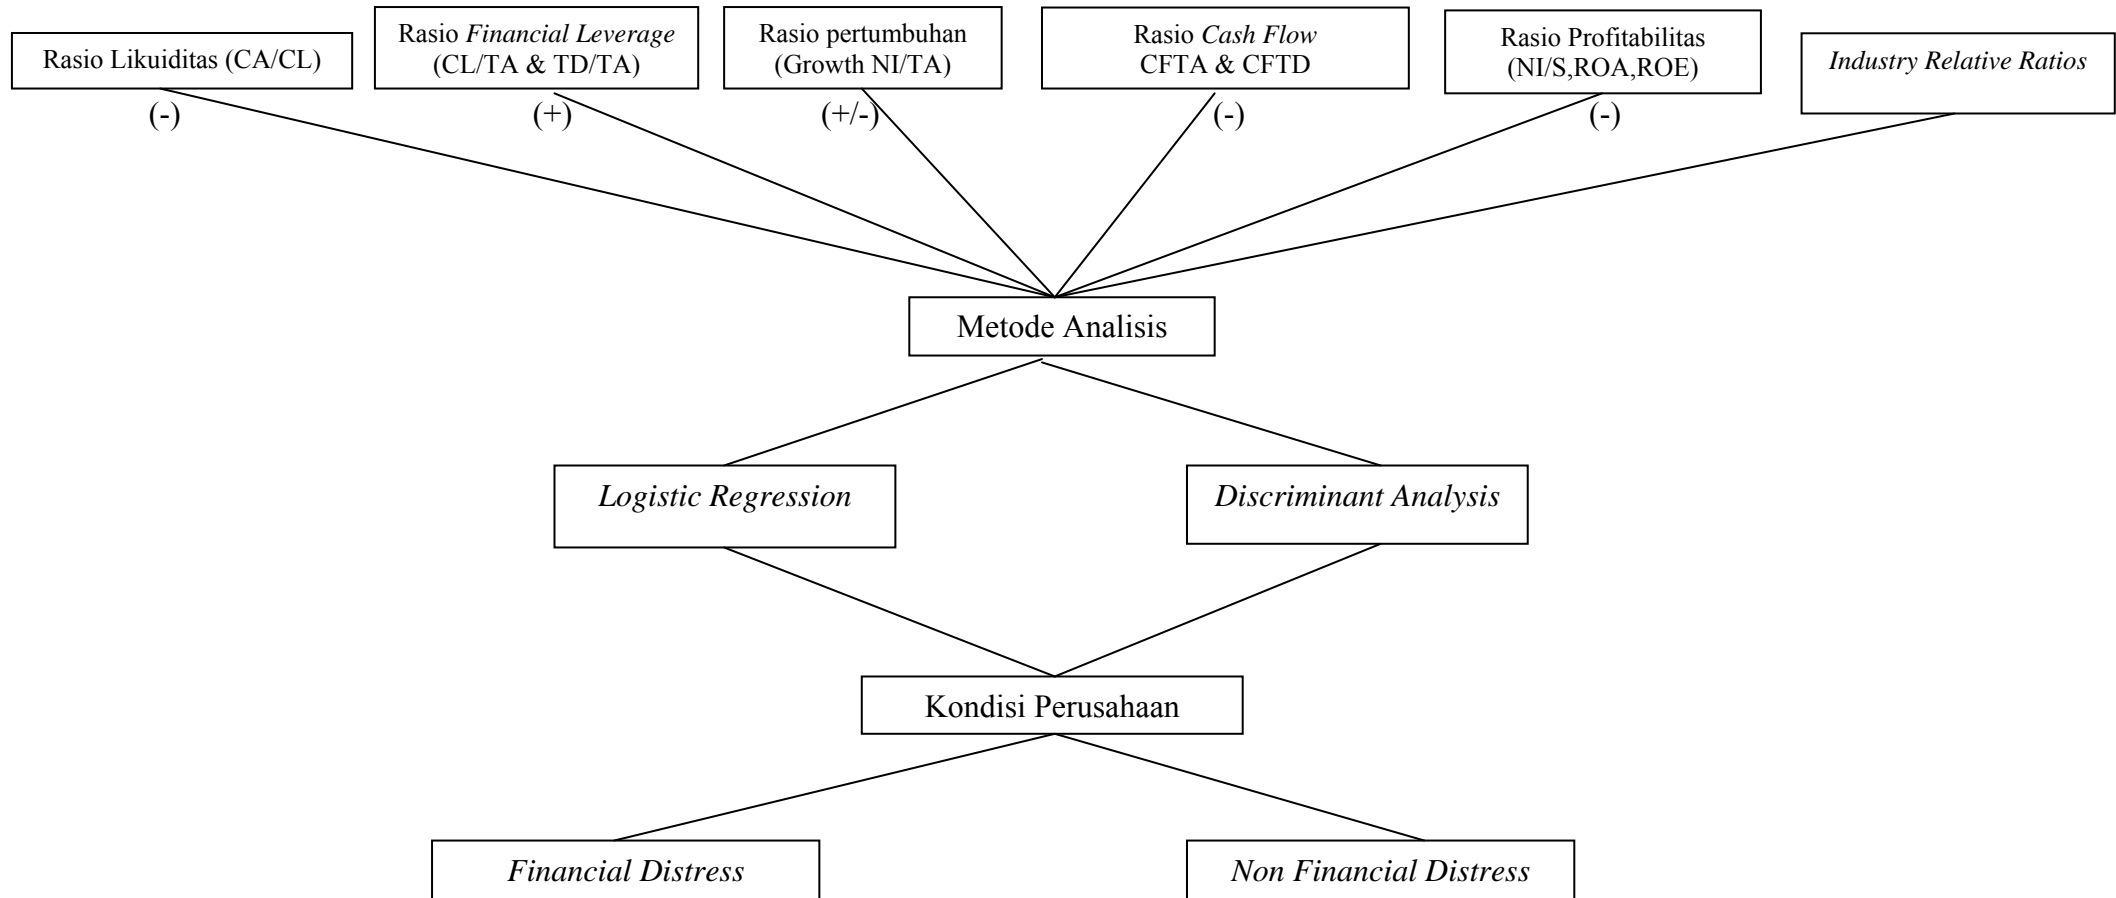 Rasio Likuiditas (CA/CL)
(-)
Rasio Financial Leverage
(CL/TA & TD/TA)
(+)
Rasio pertumbuhan
(Growth NI/TA)
(+/-)
Rasio Cash Flow
CFTA & CFTD
(-)
Rasio Profitabilitas
(NI/S,ROA,ROE)
(-)
Industry Relative Ratios
Metode Analisis
Logistic Regression
Discriminant Analysis
Kondisi Perusahaan
Financial Distress
Non Financial Distress